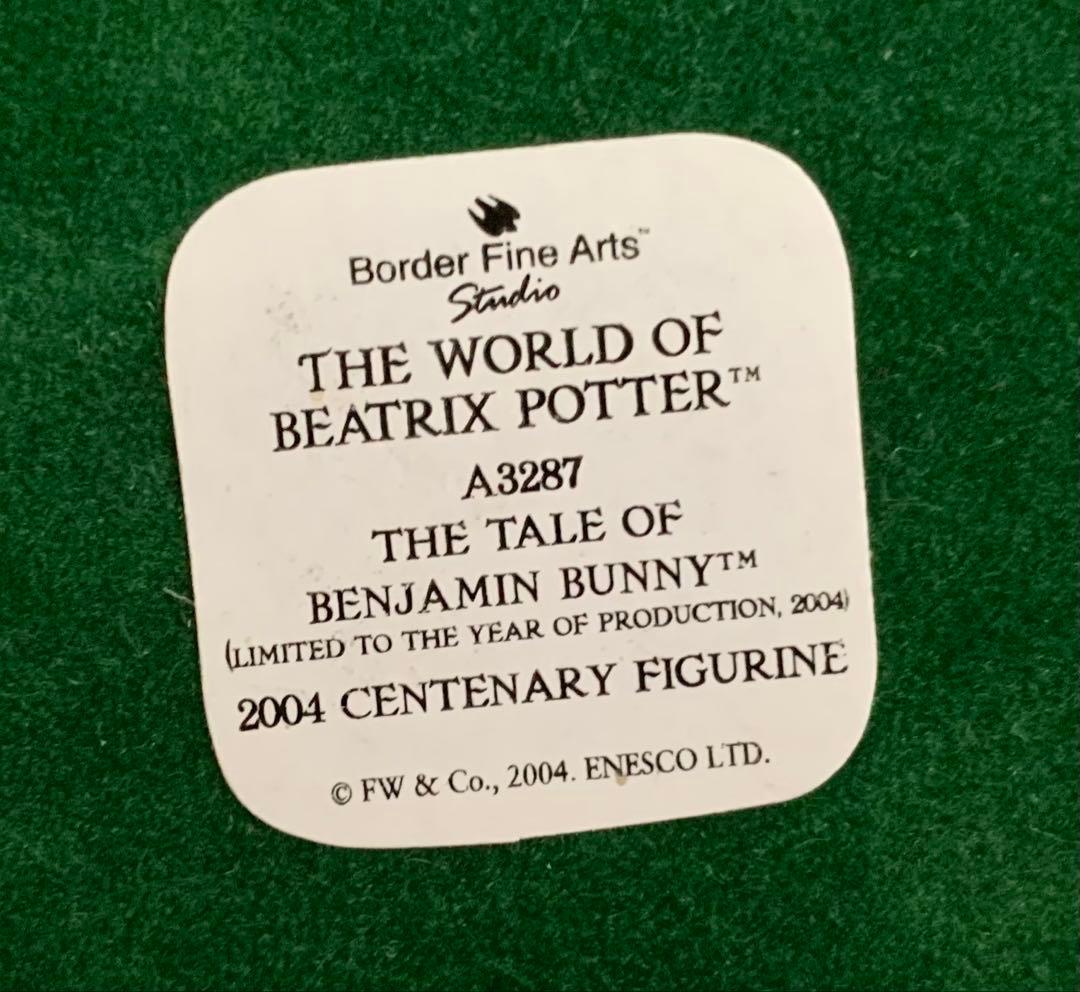 Border Fine Arts™
Studio
THE WORLD OF
BEATRIX POTTER™
A3287
THE TALE OF
BENJAMIN BUNNY™
(LIMITED TO THE YEAR OF PRODUCTION, 2004)
2004 CENTENARY FIGURINE
© FW & Co., 2004. ENESCO LTD.